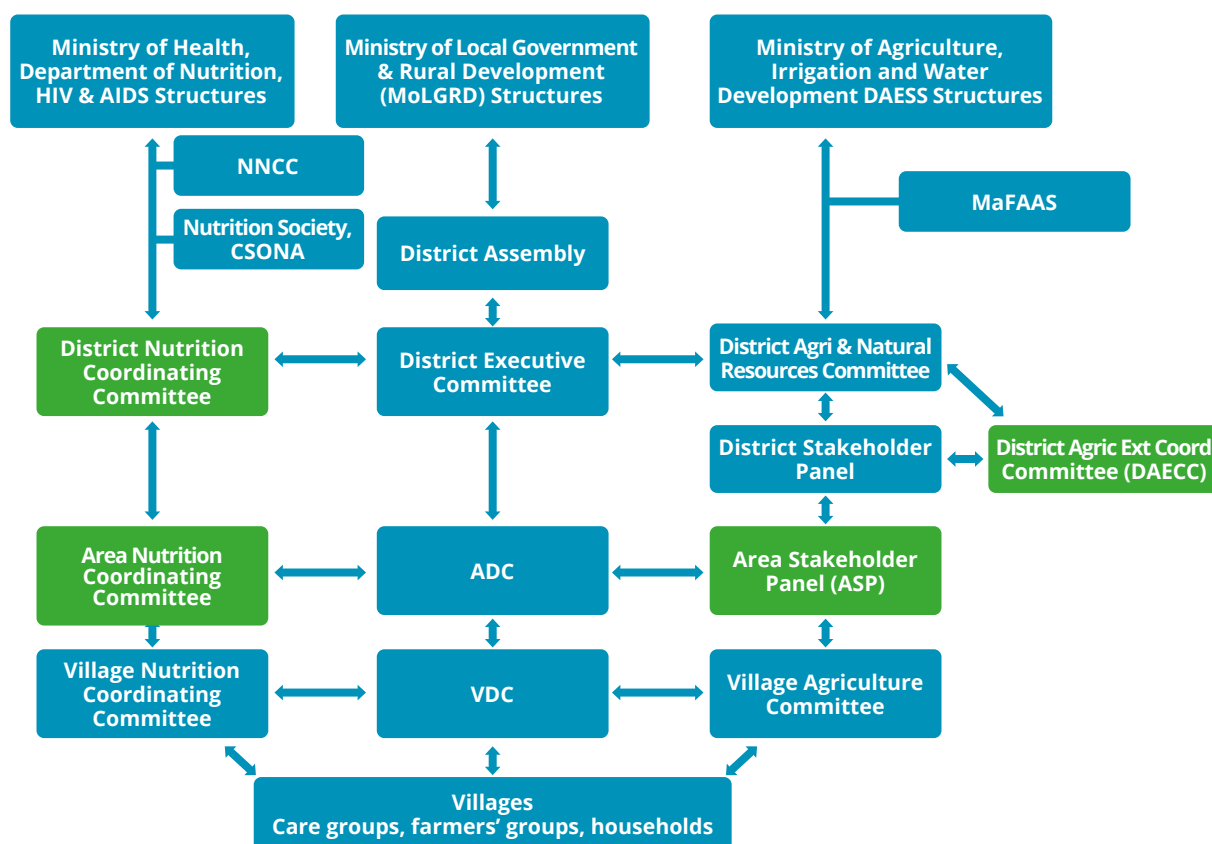 Ministry of Health,
Department of Nutrition,
HIV & AIDS Structures
Ministry of Local Government
& Rural Development
(MoLGRD) Structures
Ministry of Agriculture,
Irrigation and Water
Development DAESS Structures
NNCC
MaFAAS
Nutrition Society,
CSONA
District Assembly
District Nutrition
Coordinating
Committee
District Executive
Committee
District Agri & Natural
Resources Committee
District Stakeholder
Panel
District Agric Ext Coord
Committee (DAECC)
Area Nutrition
Coordinating
Committee
ADC
Area Stakeholder
Panel (ASP)
Village Nutrition
Coordinating
Committee
VDC
Village Agriculture
Committee
Villages
Care groups, farmers’ groups, households